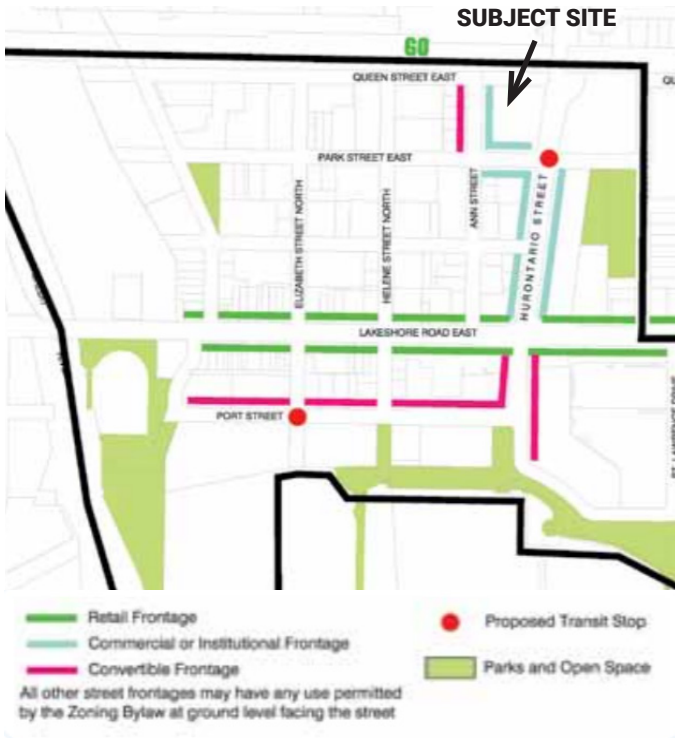 SUBJECT SITE
GO
QUEEN STREET EAST
QU
PARK STREET EAST
ANN STREET
HURONTARIO STREET
ELIZABETH STREET NORTH
HELENE STREET NORTH
LAKESHORE ROAD EAST
PORT STREET
Retail Frontage
Commercial or Institutional Frontage
Convertible Frontage
All other street frontages may have any use permitted
by the Zoning Bylaw at ground level facing the street
Proposed Transit Stop
Parks and Open Space